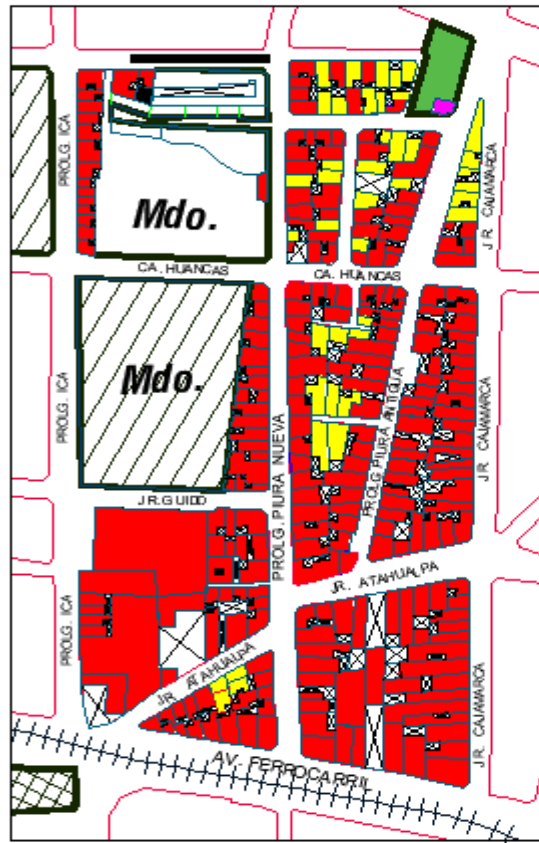 PROLG. ICA
Mdo.
JR. CAJAMARCA
CA. HUANCAS
CA. HUANCAS
Mdo.
PROLG. ICA
PROLG. PIURA NUEVA
PROLG PIURA ANTIGUA
JR. CAJAMARCA
JR.GUIDO
JR. ATAHUALPA
PROLG. ICA
JR. ATAHUALPA
JR. CAJAMARCA
AV. FERROCARRIL